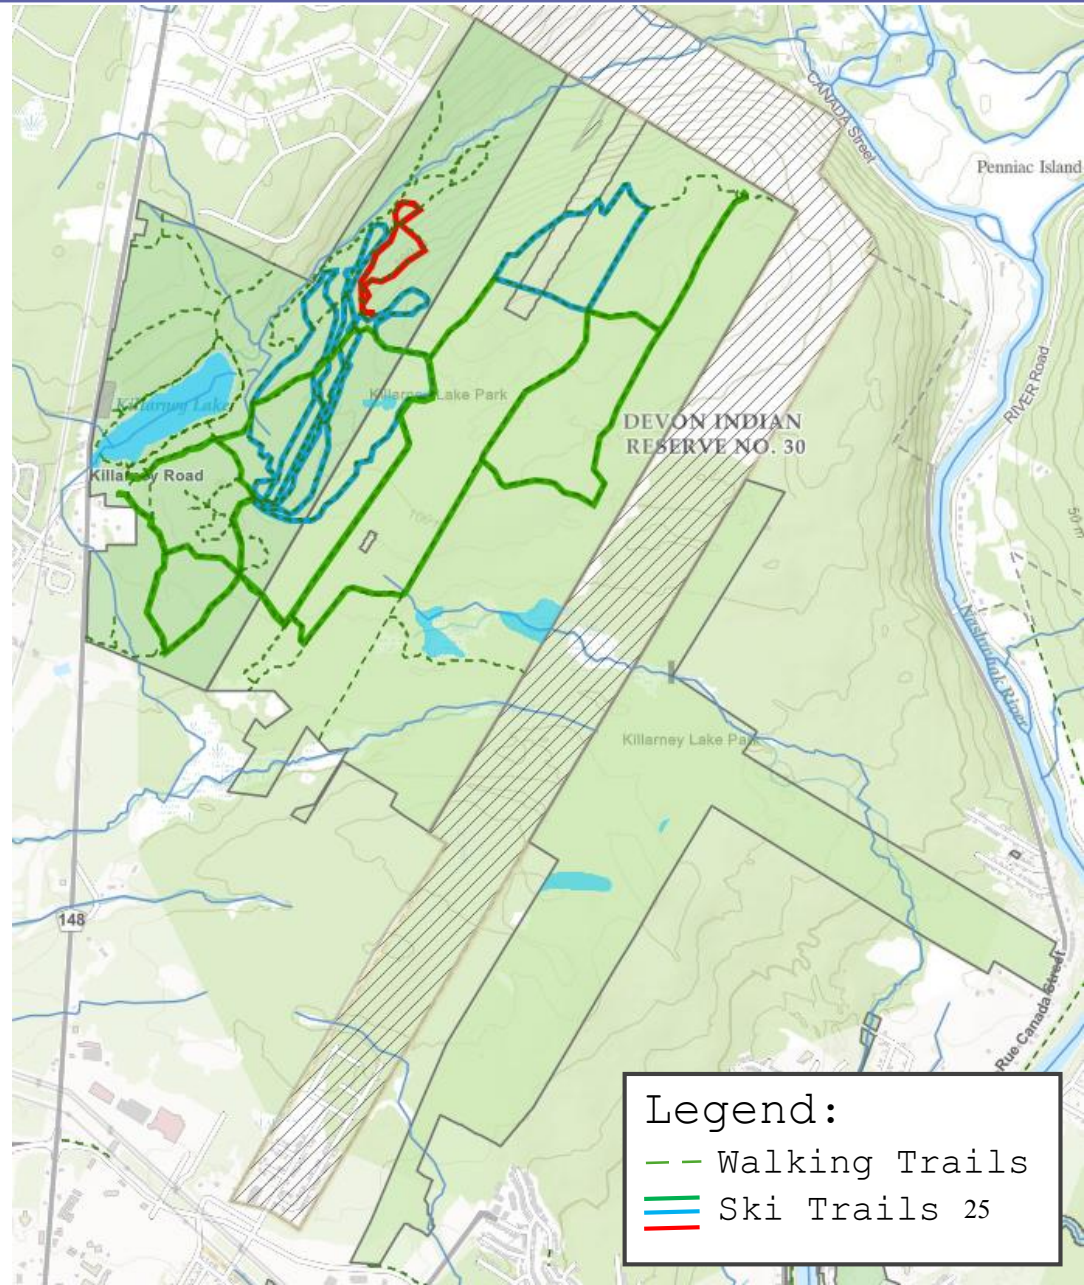 CANADA Street
Penniac Island
Killarney Lake
Killarney Lake Park
RIVER Road
DEVON INDIAN
RESERVE NO. 30
Killarney Road
50 m
Nashwaak River
Killarney Lake Park
148
Rue Canada Street
Legend:
Walking Trails
Ski Trails 25